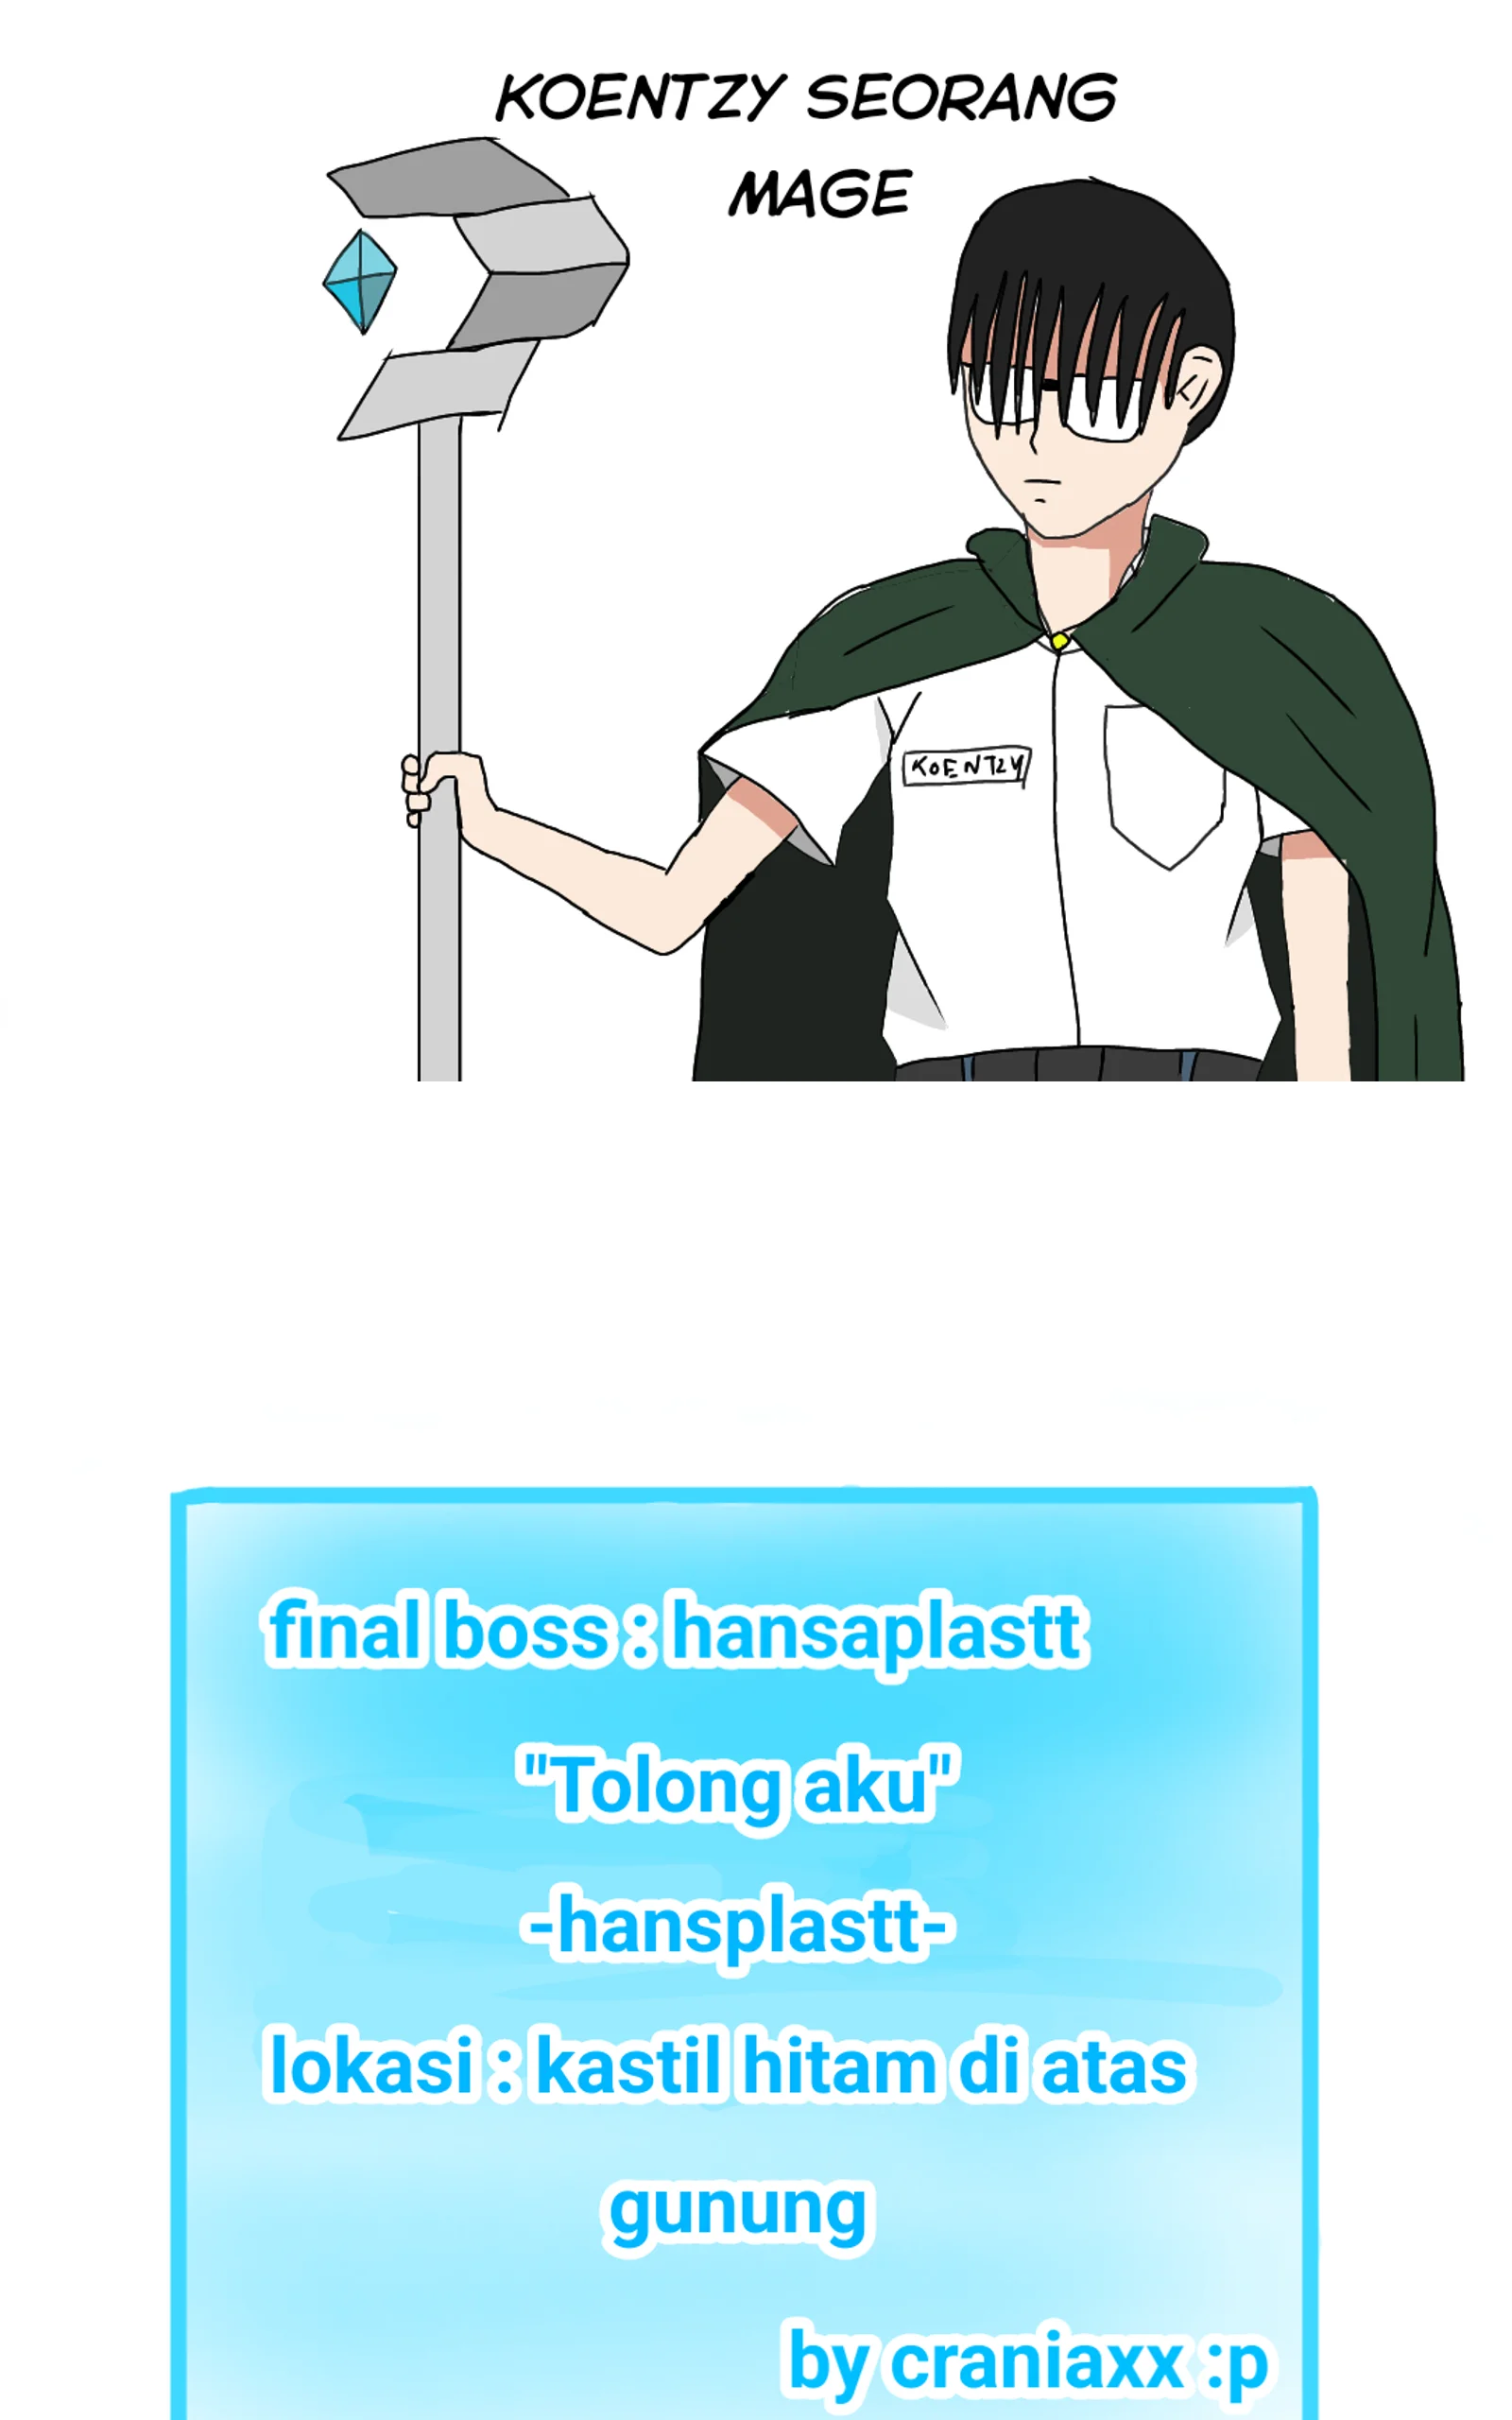 KOENTZY SEORANG
MAGE
KOENTZY
final boss : hansaplastt
"Tolong aku"
-hansplastt-
lokasi : kastil hitam di atas
gunung
by craniaxx :p